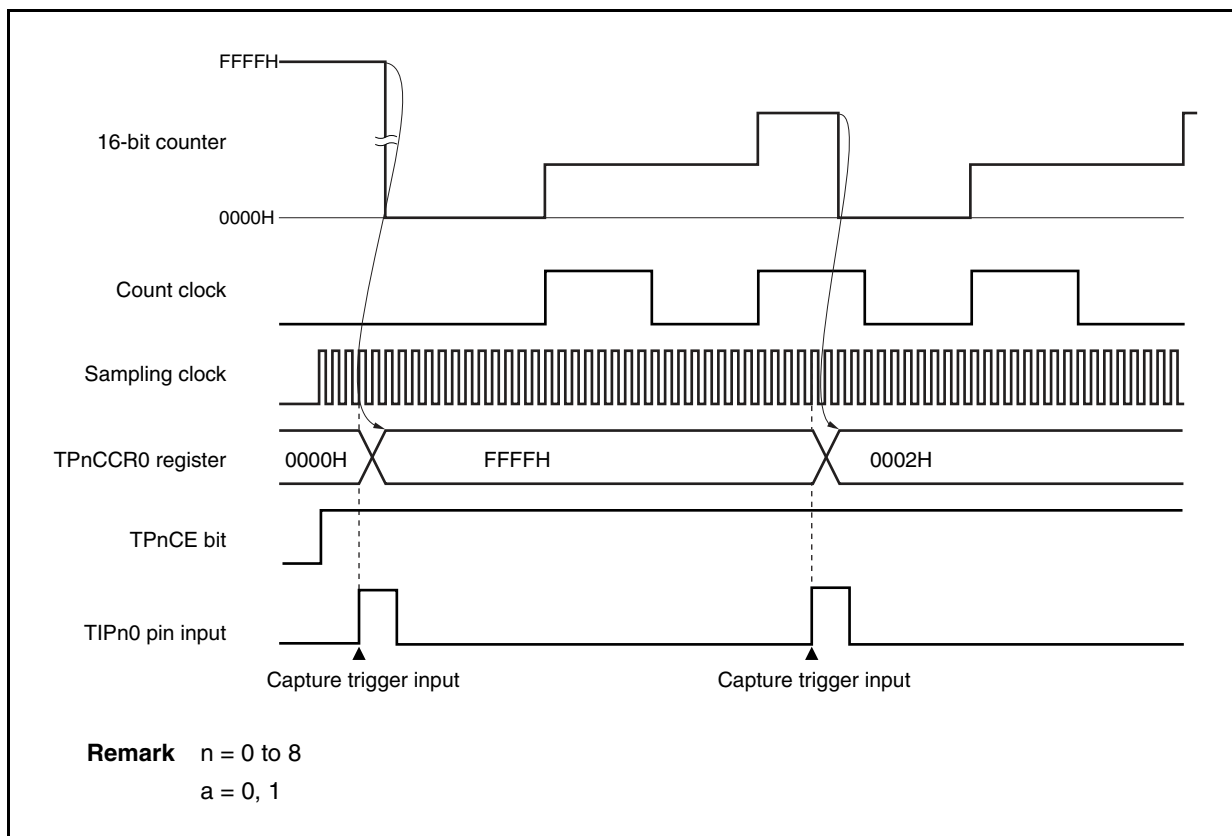 FFFFH
16-bit counter
0000H
Count clock
Sampling clock
TPnCCR0 register
0000H
FFFFH
0002H
TPnCE bit
TIPn0 pin input
Capture trigger input
Capture trigger input
Remark n = 0 to 8
a = 0, 1